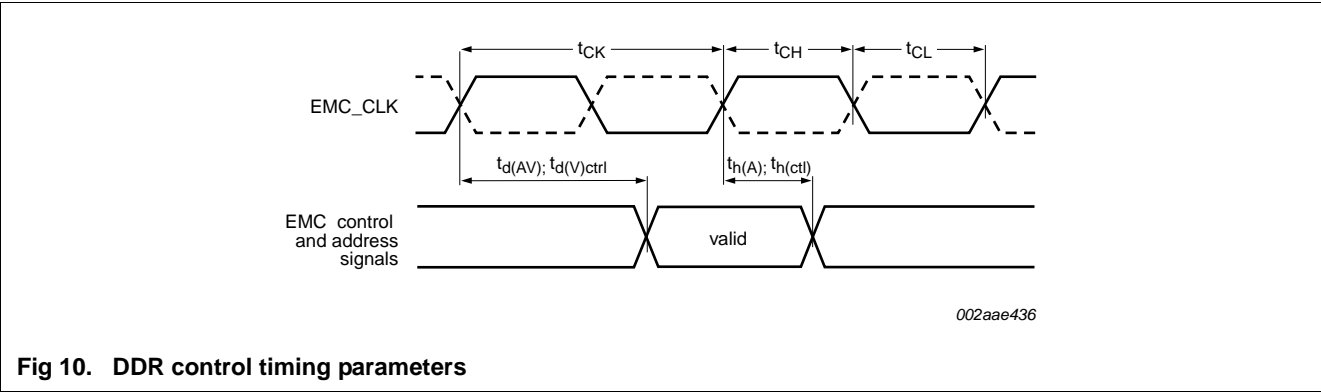 tCK tCH tCL
EMC_CLK
td(AV); td(V)ctrl th(A); th(ctl)
EMC control
and address
signals
valid
002aae436
Fig 10. DDR control timing parameters